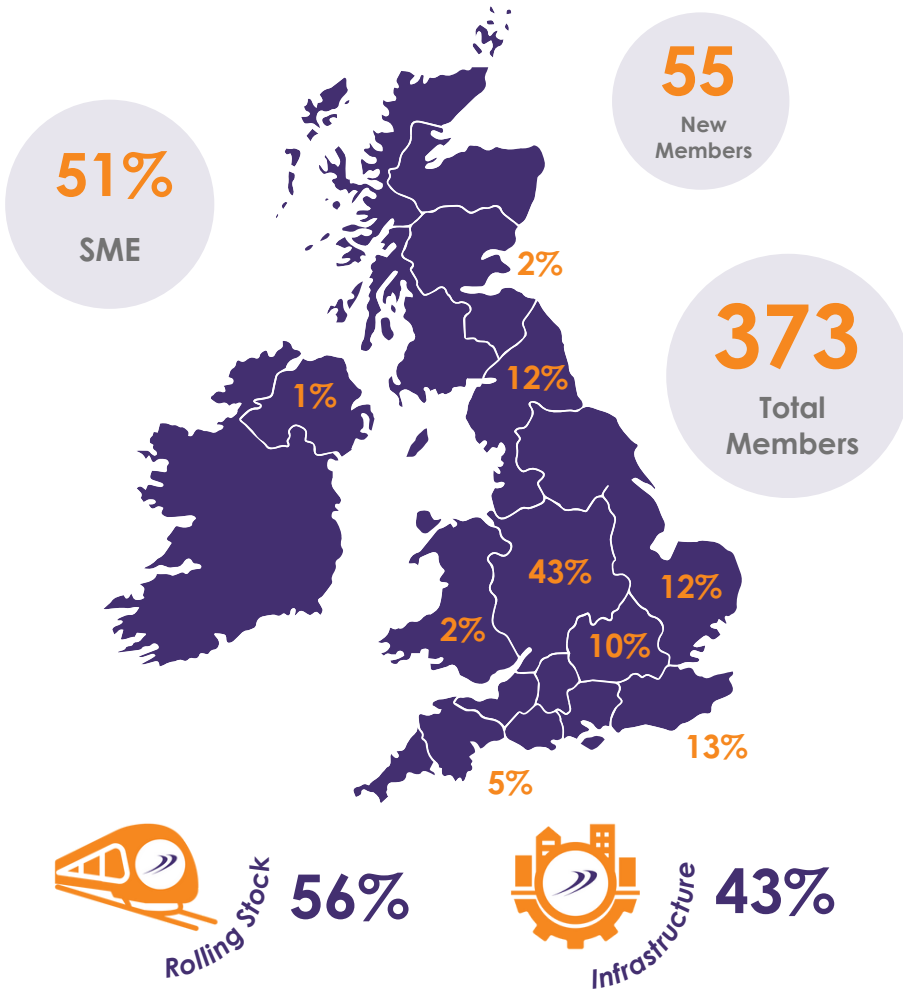 55
New
Members
51%
SME
2%
373
Total
Members
12%
1%
43%
12%
2%
10%
13%
5%
Rolling Stock
56%
Infrastructure
43%